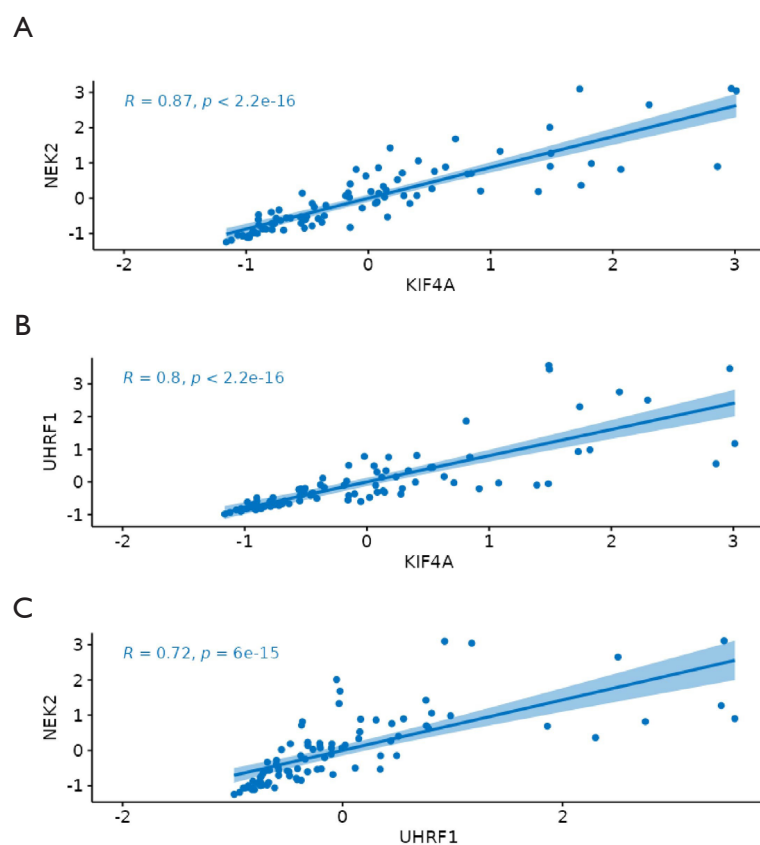 A
R = 0.87, p < 2.2e-16
NEK2
3
2
1
0
-1
-2
-1
0
1
2
3
KIF4A
B
R = 0.8, p < 2.2e-16
UHRF1
3
2
1
0
-1
-2
-1
0
1
2
3
KIF4A
C
R = 0.72, p = 6e-15
NEK2
3
2
1
0
-1
-2
0
2
UHRF1